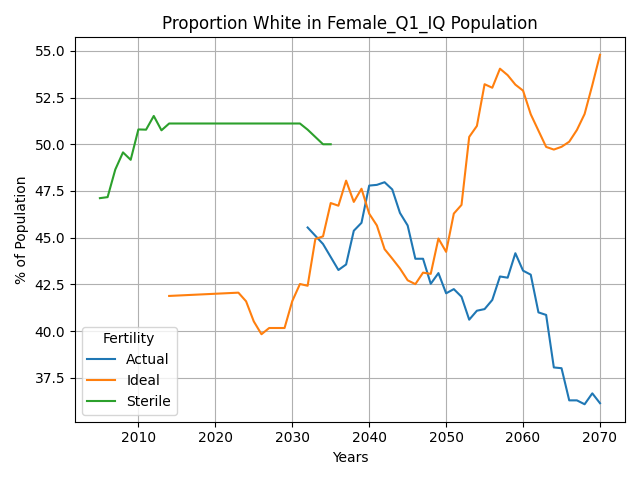 Proportion White in Female_Q1_IQ Population
% of Population
55.0
52.5
50.0
47.5
45.0
42.5
40.0
37.5
Fertility
Actual
Ideal
Sterile
2010 2020 2030 2040 2050 2060 2070
Years